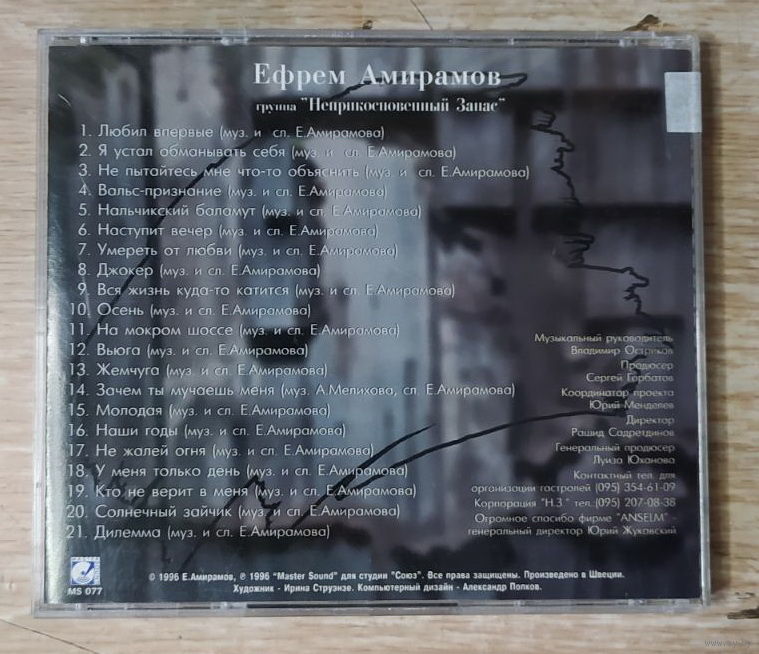 Ефрем Амирамов
группа "Неприкосновенный Запас"
1. Любил впервые (муз. и сл. Е.Амирамова)
2. Я устал обманывать себя (муз. и сл. Е.Амирамова)
3. Не пытайтесь мне что-то объяснить (муз. и сл. Е.Амирамова)
4. Вальс-признание (муз. и сл. Е.Амирамова)
5. Нальчикский баламут (муз. и сл. Е.Амирамова)
6. Наступит вечер (муз. и сл. Е.Амирамова)
7. Умереть от любви (муз. и сл. Е.Амирамова)
8. Джокер (муз. и сл. Е.Амирамова)
9. Вся жизнь куда-то катится (муз. и сл. Е.Амирамова)
10. Осень (муз. и сл. Е.Амирамова)
11. На мокром шоссе (муз. и сл. Е.Амирамова)
12. Вьюга (муз. и сл. Е.Амирамова)
13. Жемчуга (муз. и сл. Е.Амирамова)
14. Зачем ты мучаешь меня (муз. А.Мелихова, сл. Е.Амирамова)
15. Молодая (муз. и сл. Е.Амирамова)
16. Наши годы (муз. и сл. Е.Амирамова)
17. Не жалей огня (муз. и сл. Е.Амирамова)
18. У меня только день (муз. и сл. Е.Амирамова)
19. Кто не верит в меня (муз. и сл. Е.Амирамова)
20. Солнечный зайчик (муз. и сл. Е.Амирамова)
21. Дилемма (муз. и сл. Е.Амирамова)
Музыкальный руководитель
Владимир Остриков
Продюсер
Сергей Горбатов
Координатор проекта
Юрий Менделев
Директор
Рашид Садретдинов
Генеральный продюсер
Луиза Юханова
Контактный тел. для
организации гастролей (095) 354-61-09
Корпорация "Н.З." тел. (095) 207-08-38
Огромное спасибо фирме "ANSELM" -
генеральный директор Юрий Жуковский
MS 077
© 1996 Е.Амирамов, ℗ 1996 "Master Sound" для студии "Союз". Все права защищены. Произведено в Швеции.
Художник - Ирина Струэнзе. Компьютерный дизайн - Александр Попков.